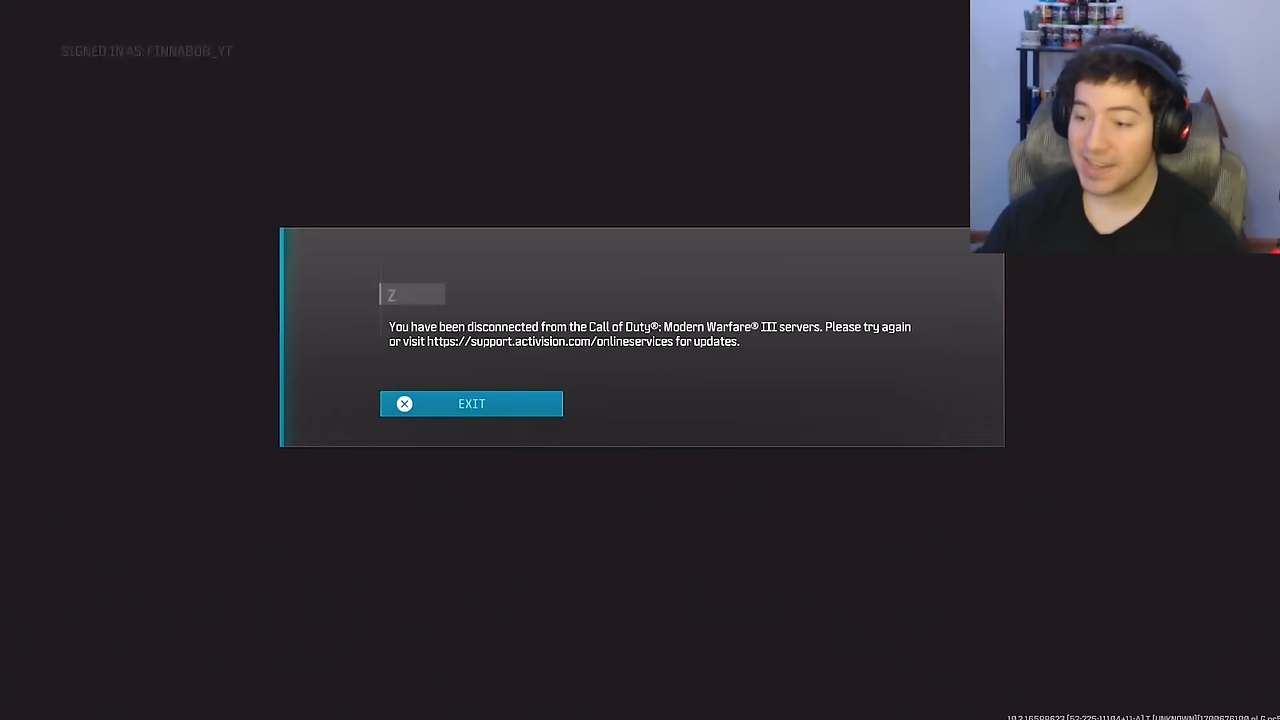 SIGNED IN AS: FINNABOB_YT
Z
You have been disconnected from the Call of Duty®: Modern Warfare® III servers. Please try again
or visit https://support.activision.com/onlineservices for updates.
EXIT